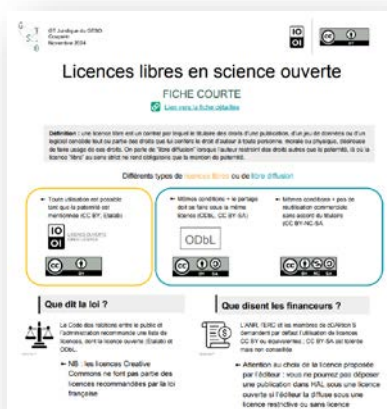 GT Juridique du GTSO
Couperin
Novembre 2024
Licences libres en science ouverte
FICHE COURTE
Lien vers la fiche détaillée
Définition : une licence libre est un contrat par lequel le titulaire des droits d'une publication, d'un jeu de données ou d'un
logiciel concède tout ou partie des droits que lui confère le droit d'auteur à toute personne, morale ou physique, désireuse
de faire usage de ces droits. On parle de "libre diffusion" lorsque l'auteur restreint des droits autres que la paternité, là où la
licence "libre" au sens strict ne rend obligatoire que la mention de paternité.
Différents types de licences libres ou de libre diffusion
Toute utilisation est possible
tant que la paternité est
mentionnée (CC BY, Etalab)
LICENCE OUVERTE
OPEN LICENCE
BY
Mêmes conditions + le partage
doit se faire sous la même
licence (ODbL, CC BY-SA)
ODbL
BY SA
Mêmes conditions + pas de
réutilisation commerciale
sans accord du titulaire
(CC BY-NC-SA
BY NC SA
Que dit la loi ?
Le Code des relations entre le public et
l'administration recommande une liste de
licences, dont la licence ouverte (Etalab) et
ODbL.
NB : les licences Creative
Commons ne font pas partie des
licences recommandées par la loi
française
Que disent les financeurs ?
L'ANR, l'ERC et les membres de cOAlition S
demandent par défaut l'utilisation de licences
CC BY ou équivalentes ; CC BY-SA est tolérée
mais non conseillée
Attention au choix de la licence proposée
par l'éditeur : vous ne pourrez pas déposer
une publication dans HAL sous une licence
ouverte si l'éditeur la diffuse sous une
licence restrictive ou sans licence